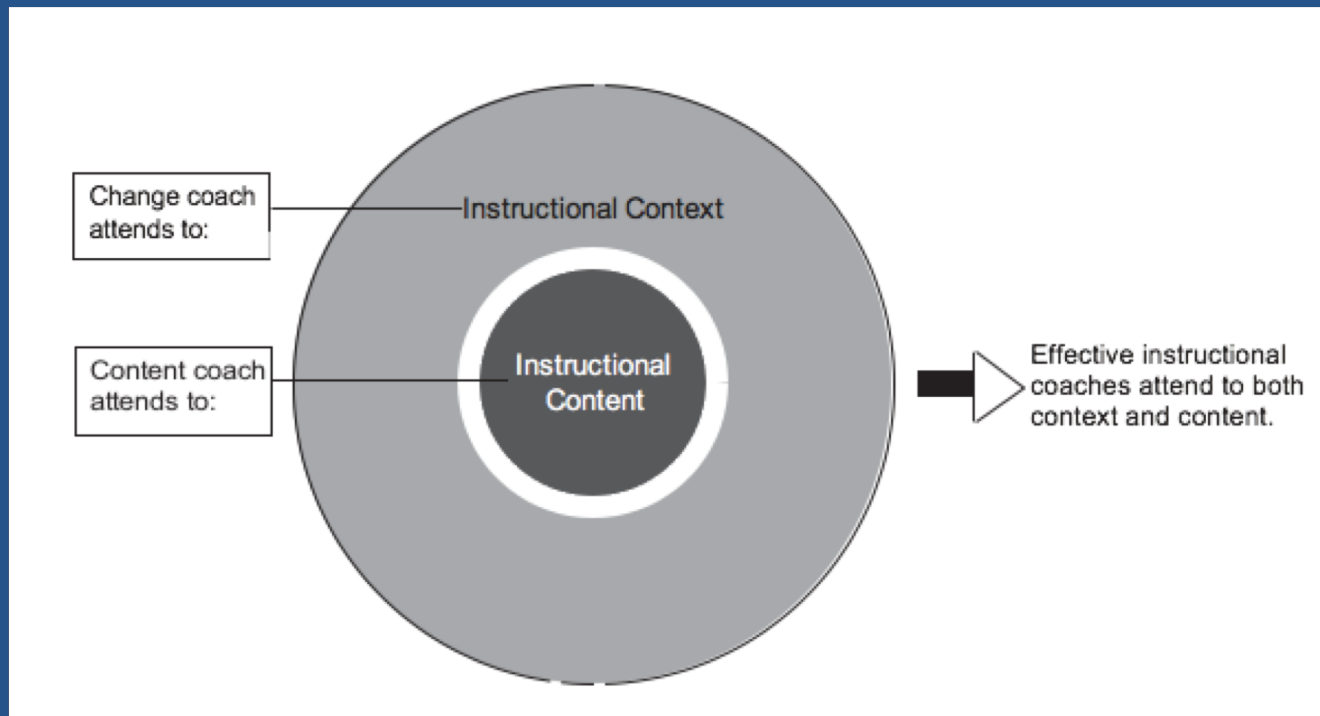 Change coach
attends to:
Instructional Context
Content coach
attends to:
Instructional
Content
Effective instructional
coaches attend to both
context and content.